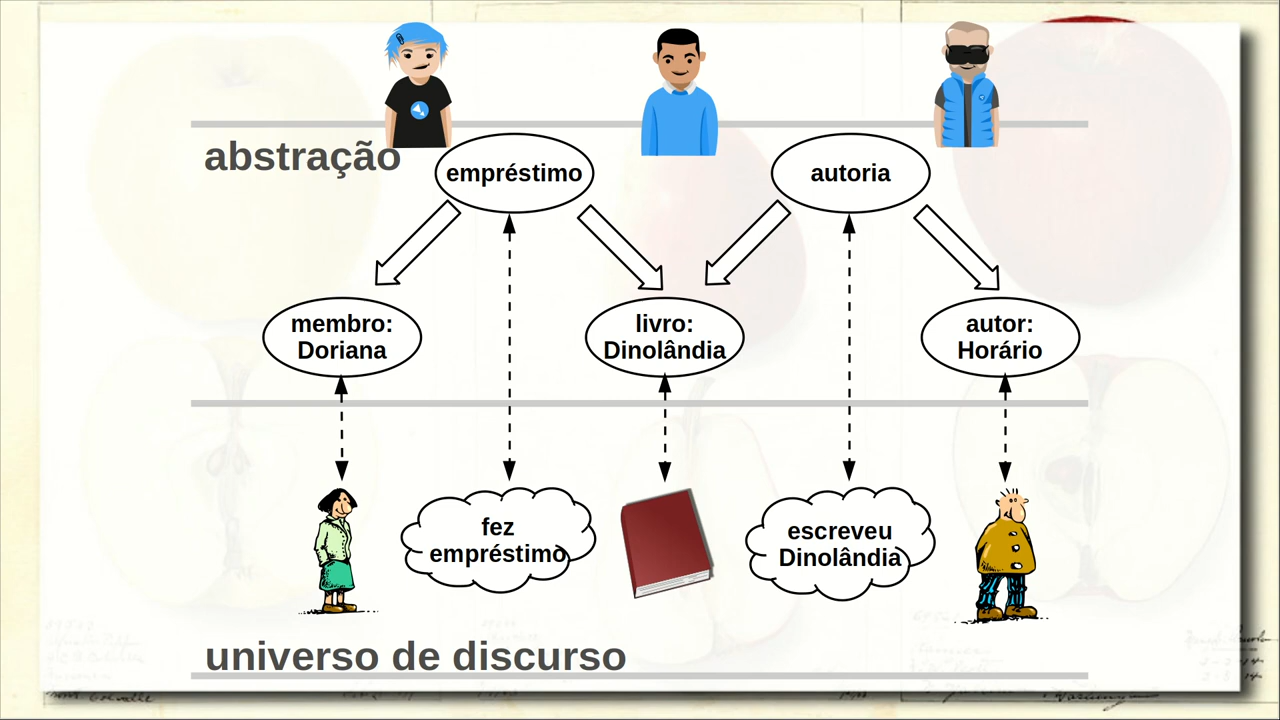 abstração
empréstimo
autoria
membro:
Doriana
livro:
Dinolândia
autor:
Horário
fez
empréstimo
escreveu
Dinolândia
universo de discurso